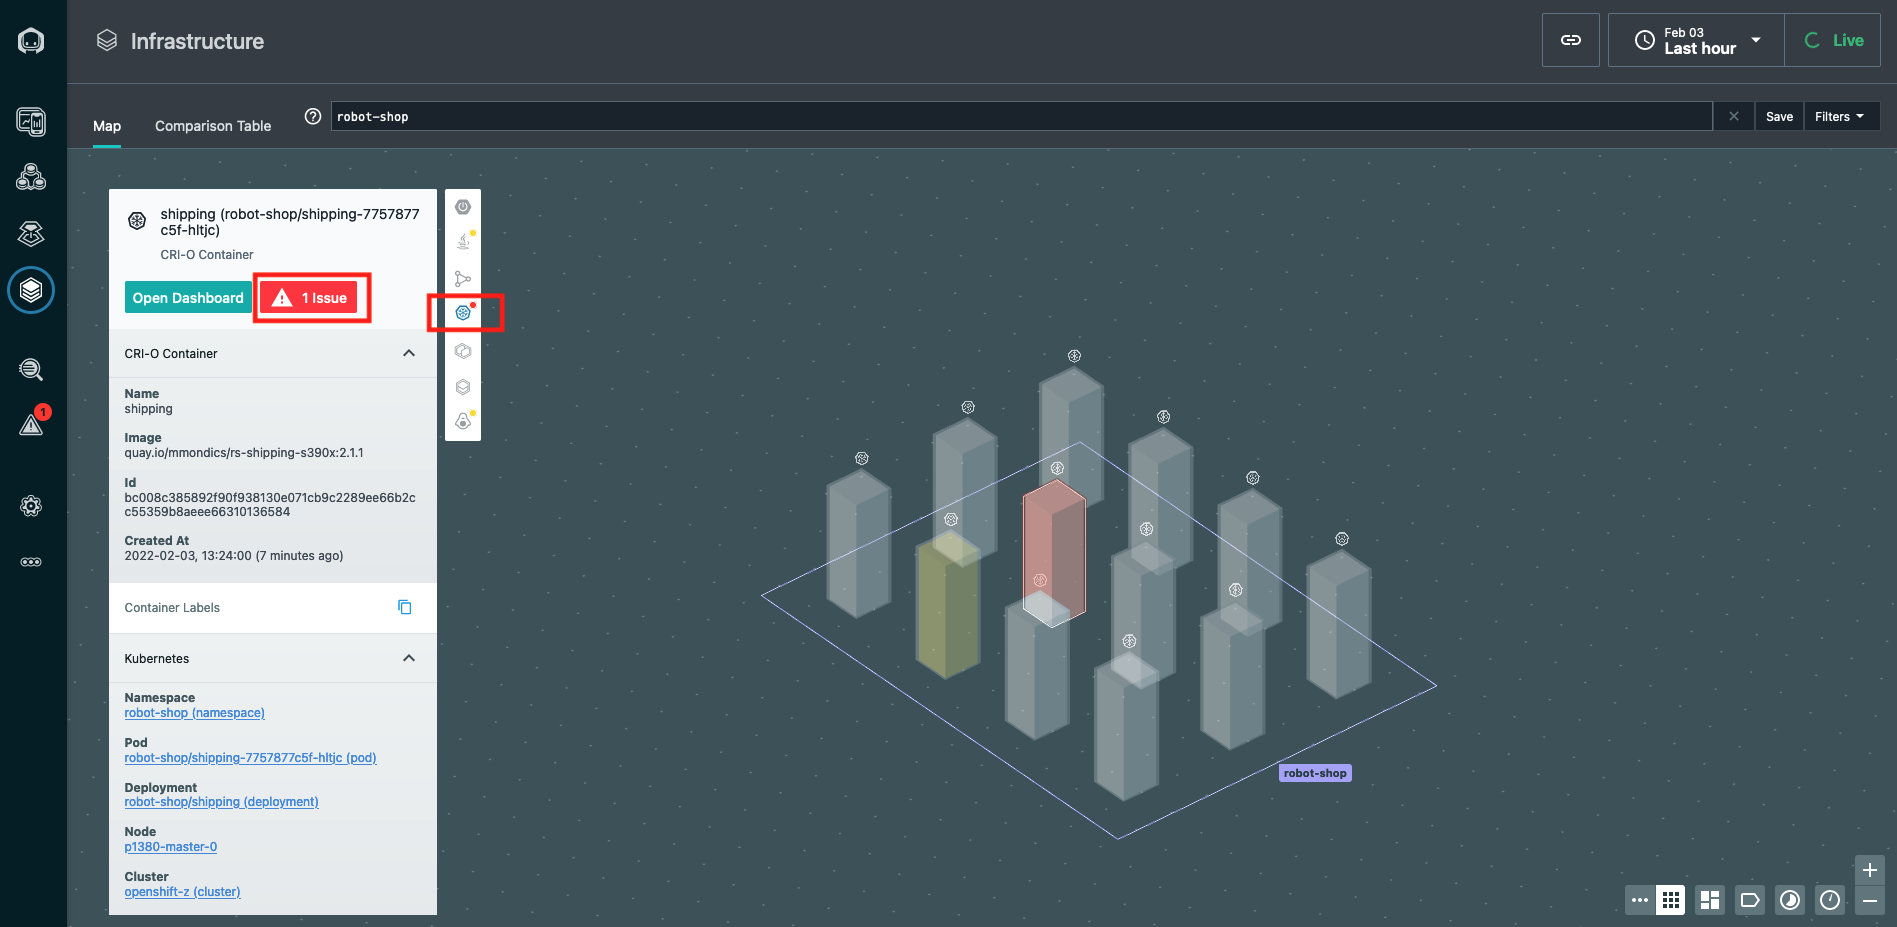 Infrastructure
Feb 03
Last hour
Live
Map
Comparison Table
robot-shop
Save
Filters
shipping (robot-shop/shipping-7757877
c5f-hltjc)
CRI-O Container
Open Dashboard
1 Issue
CRI-O Container
Name
shipping
Image
quay.io/mmondics/rs-shipping-s390x:2.1.1
Id
bc008c385892f90f938130e071cb9c2289ee66b2c
c55359b8aeee66310136584
Created At
2022-02-03, 13:24:00 (7 minutes ago)
Container Labels
Kubernetes
Namespace
robot-shop (namespace)
Pod
robot-shop/shipping-7757877c5f-hltjc (pod)
Deployment
robot-shop/shipping (deployment)
Node
p1380-master-0
Cluster
openshift-z (cluster)
1
robot-shop